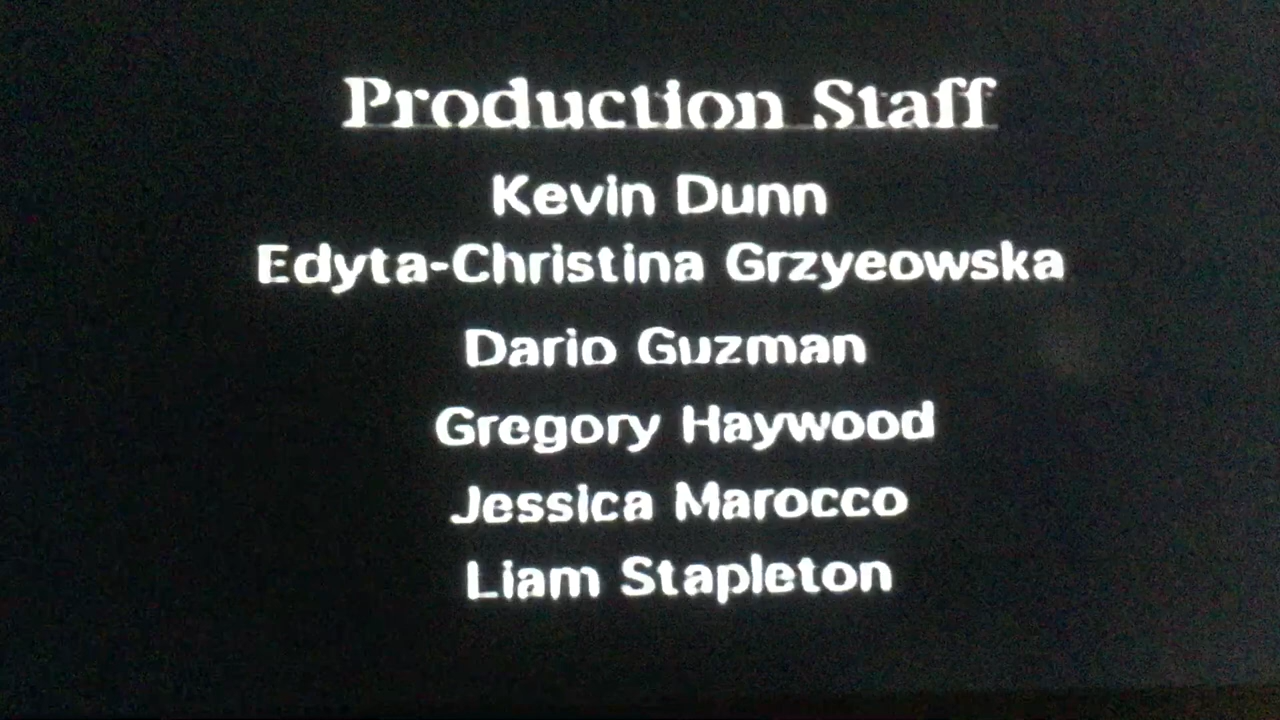 Production Staff
Kevin Dunn
Edyta-Christina Grzyeowska
Dario Guzman
Gregory Haywood
Jessica Marocco
Liam Stapleton